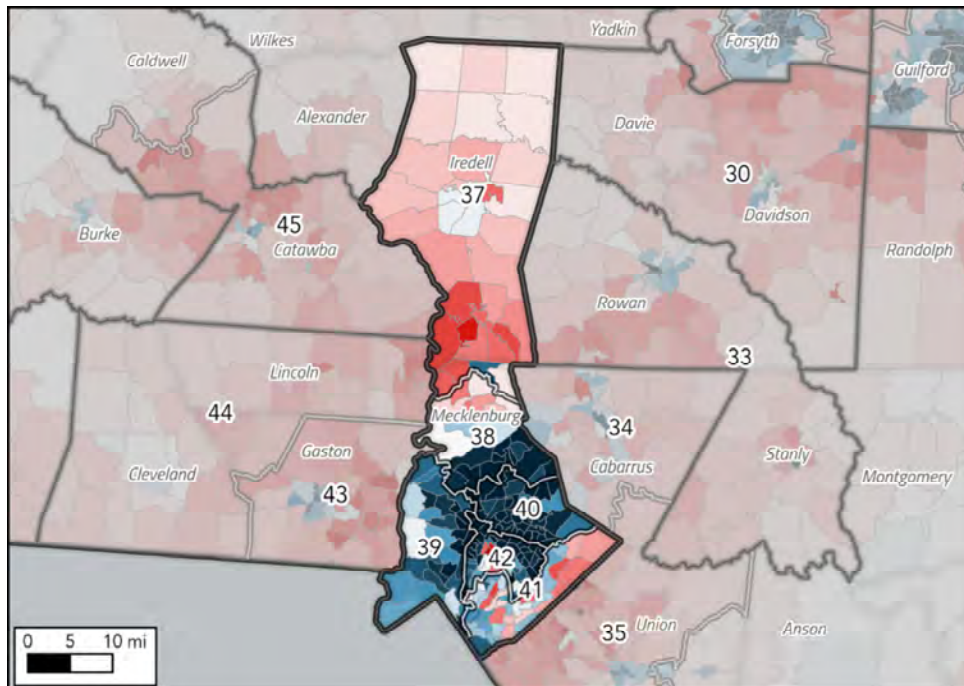 Yadkin
Wilkes
Forsyth
Caldwell
Guilford
Alexander
Davie
Iredell
30
37
Davidson
45
Burke
Catawba
Randolph
Rowan
33
Lincoln
44
Mecklenburg
34
38
Gaston
Stanly
Cleveland
Cabarrus
Montgomery
43
40
39
42
41
35
Union
Anson
0 5 10 mi